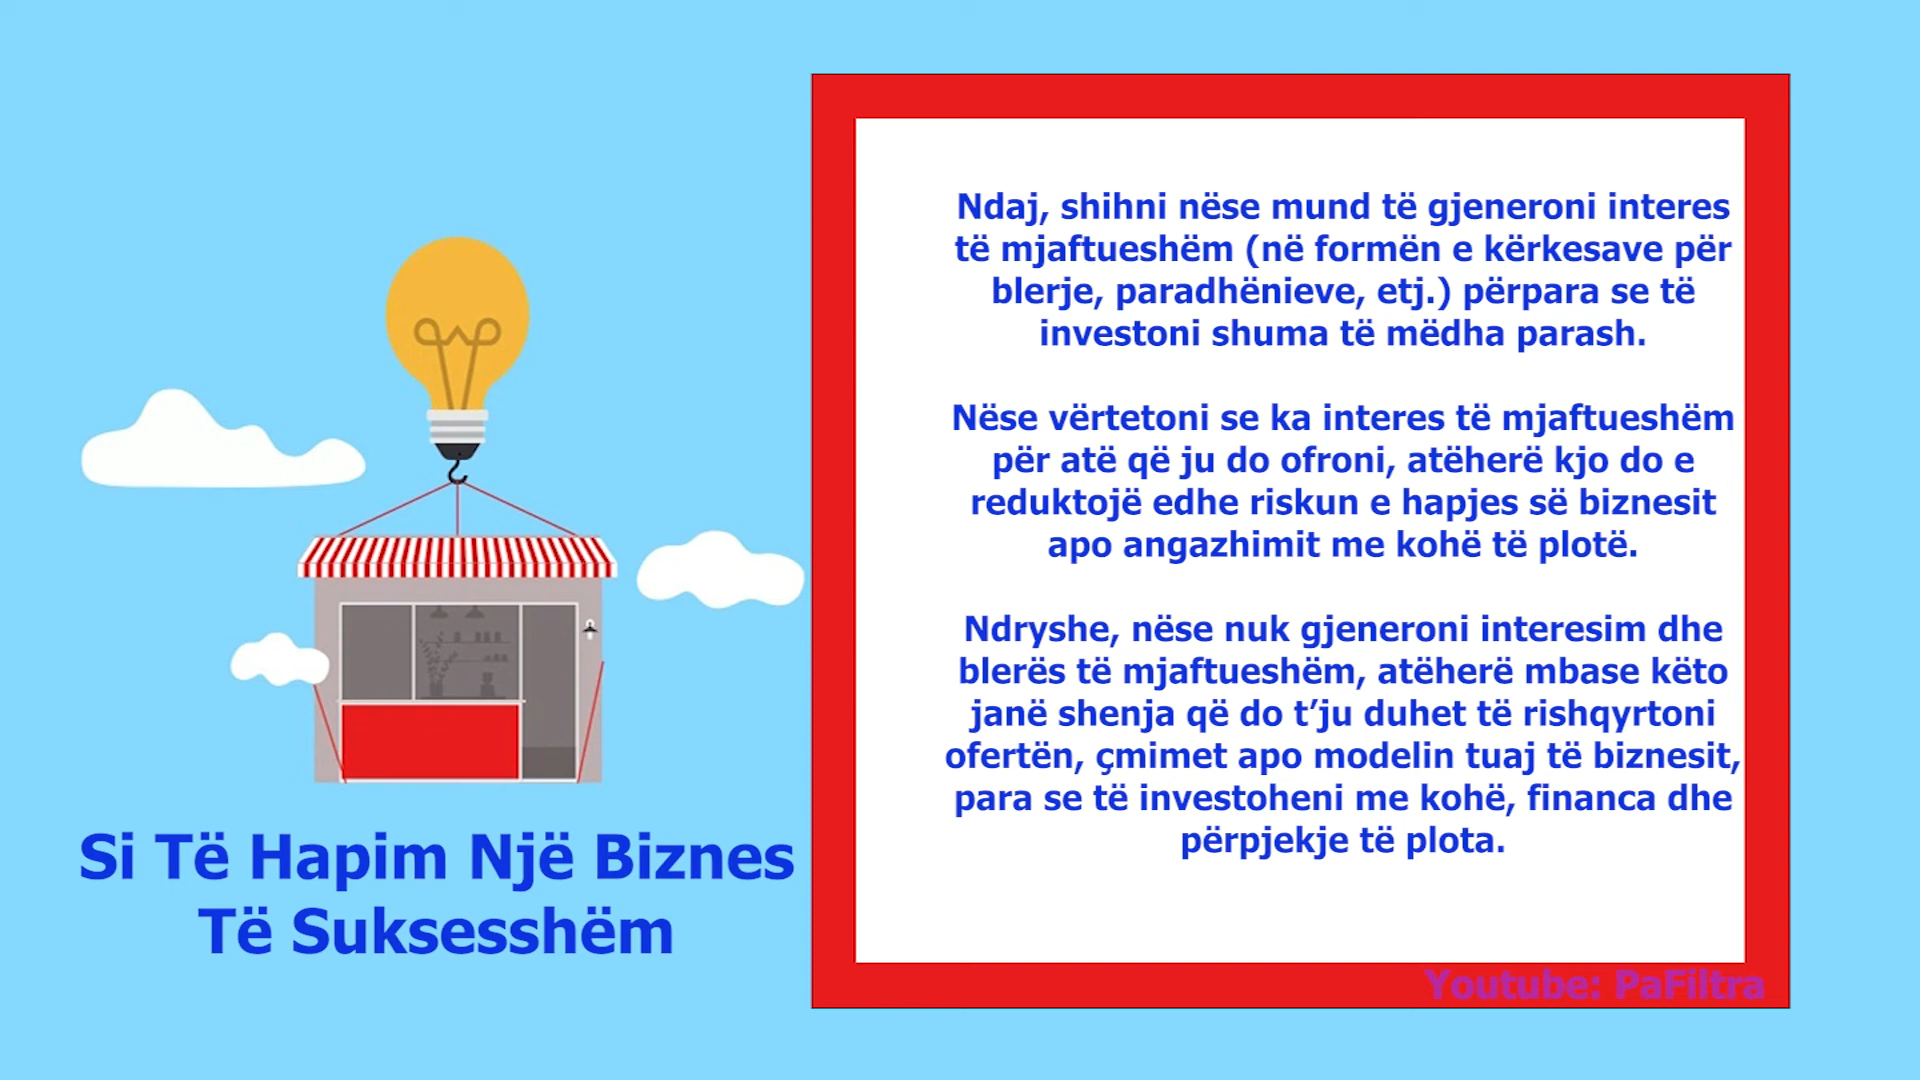 Ndaj, shihni nëse mund të gjeneroni interes
të mjaftueshëm (në formën e kërkesave për
blerje, paradhënieve, etj.) përpara se të
investoni shuma të mëdha parash.
Nëse vërtetoni se ka interes të mjaftueshëm
për atë që ju do ofroni, atëherë kjo do e
reduktojë edhe riskun e hapjes së biznesit
apo angazhimit me kohë të plotë.
Ndryshe, nëse nuk gjeneroni interesim dhe
blerës të mjaftueshëm, atëherë mbase këto
janë shenja që do t’ju duhet të rishqyrtoni
ofertën, çmimet apo modelin tuaj të biznesit,
para se të investoheni me kohë, financa dhe
përpjekje të plota.
Si Të Hapim Një Biznes
Të Suksesshëm
Youtube: PaFiltra